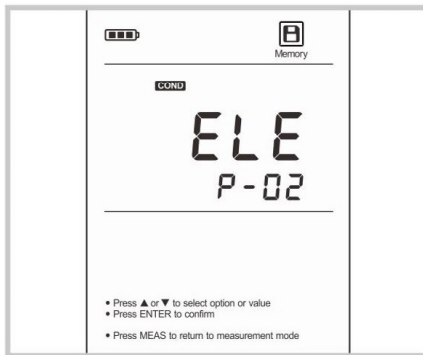 Memory
COND
ELE
P-02
• Press ▲ or ▼ to select option or value
• Press ENTER to confirm
• Press MEAS to return to measurement mode